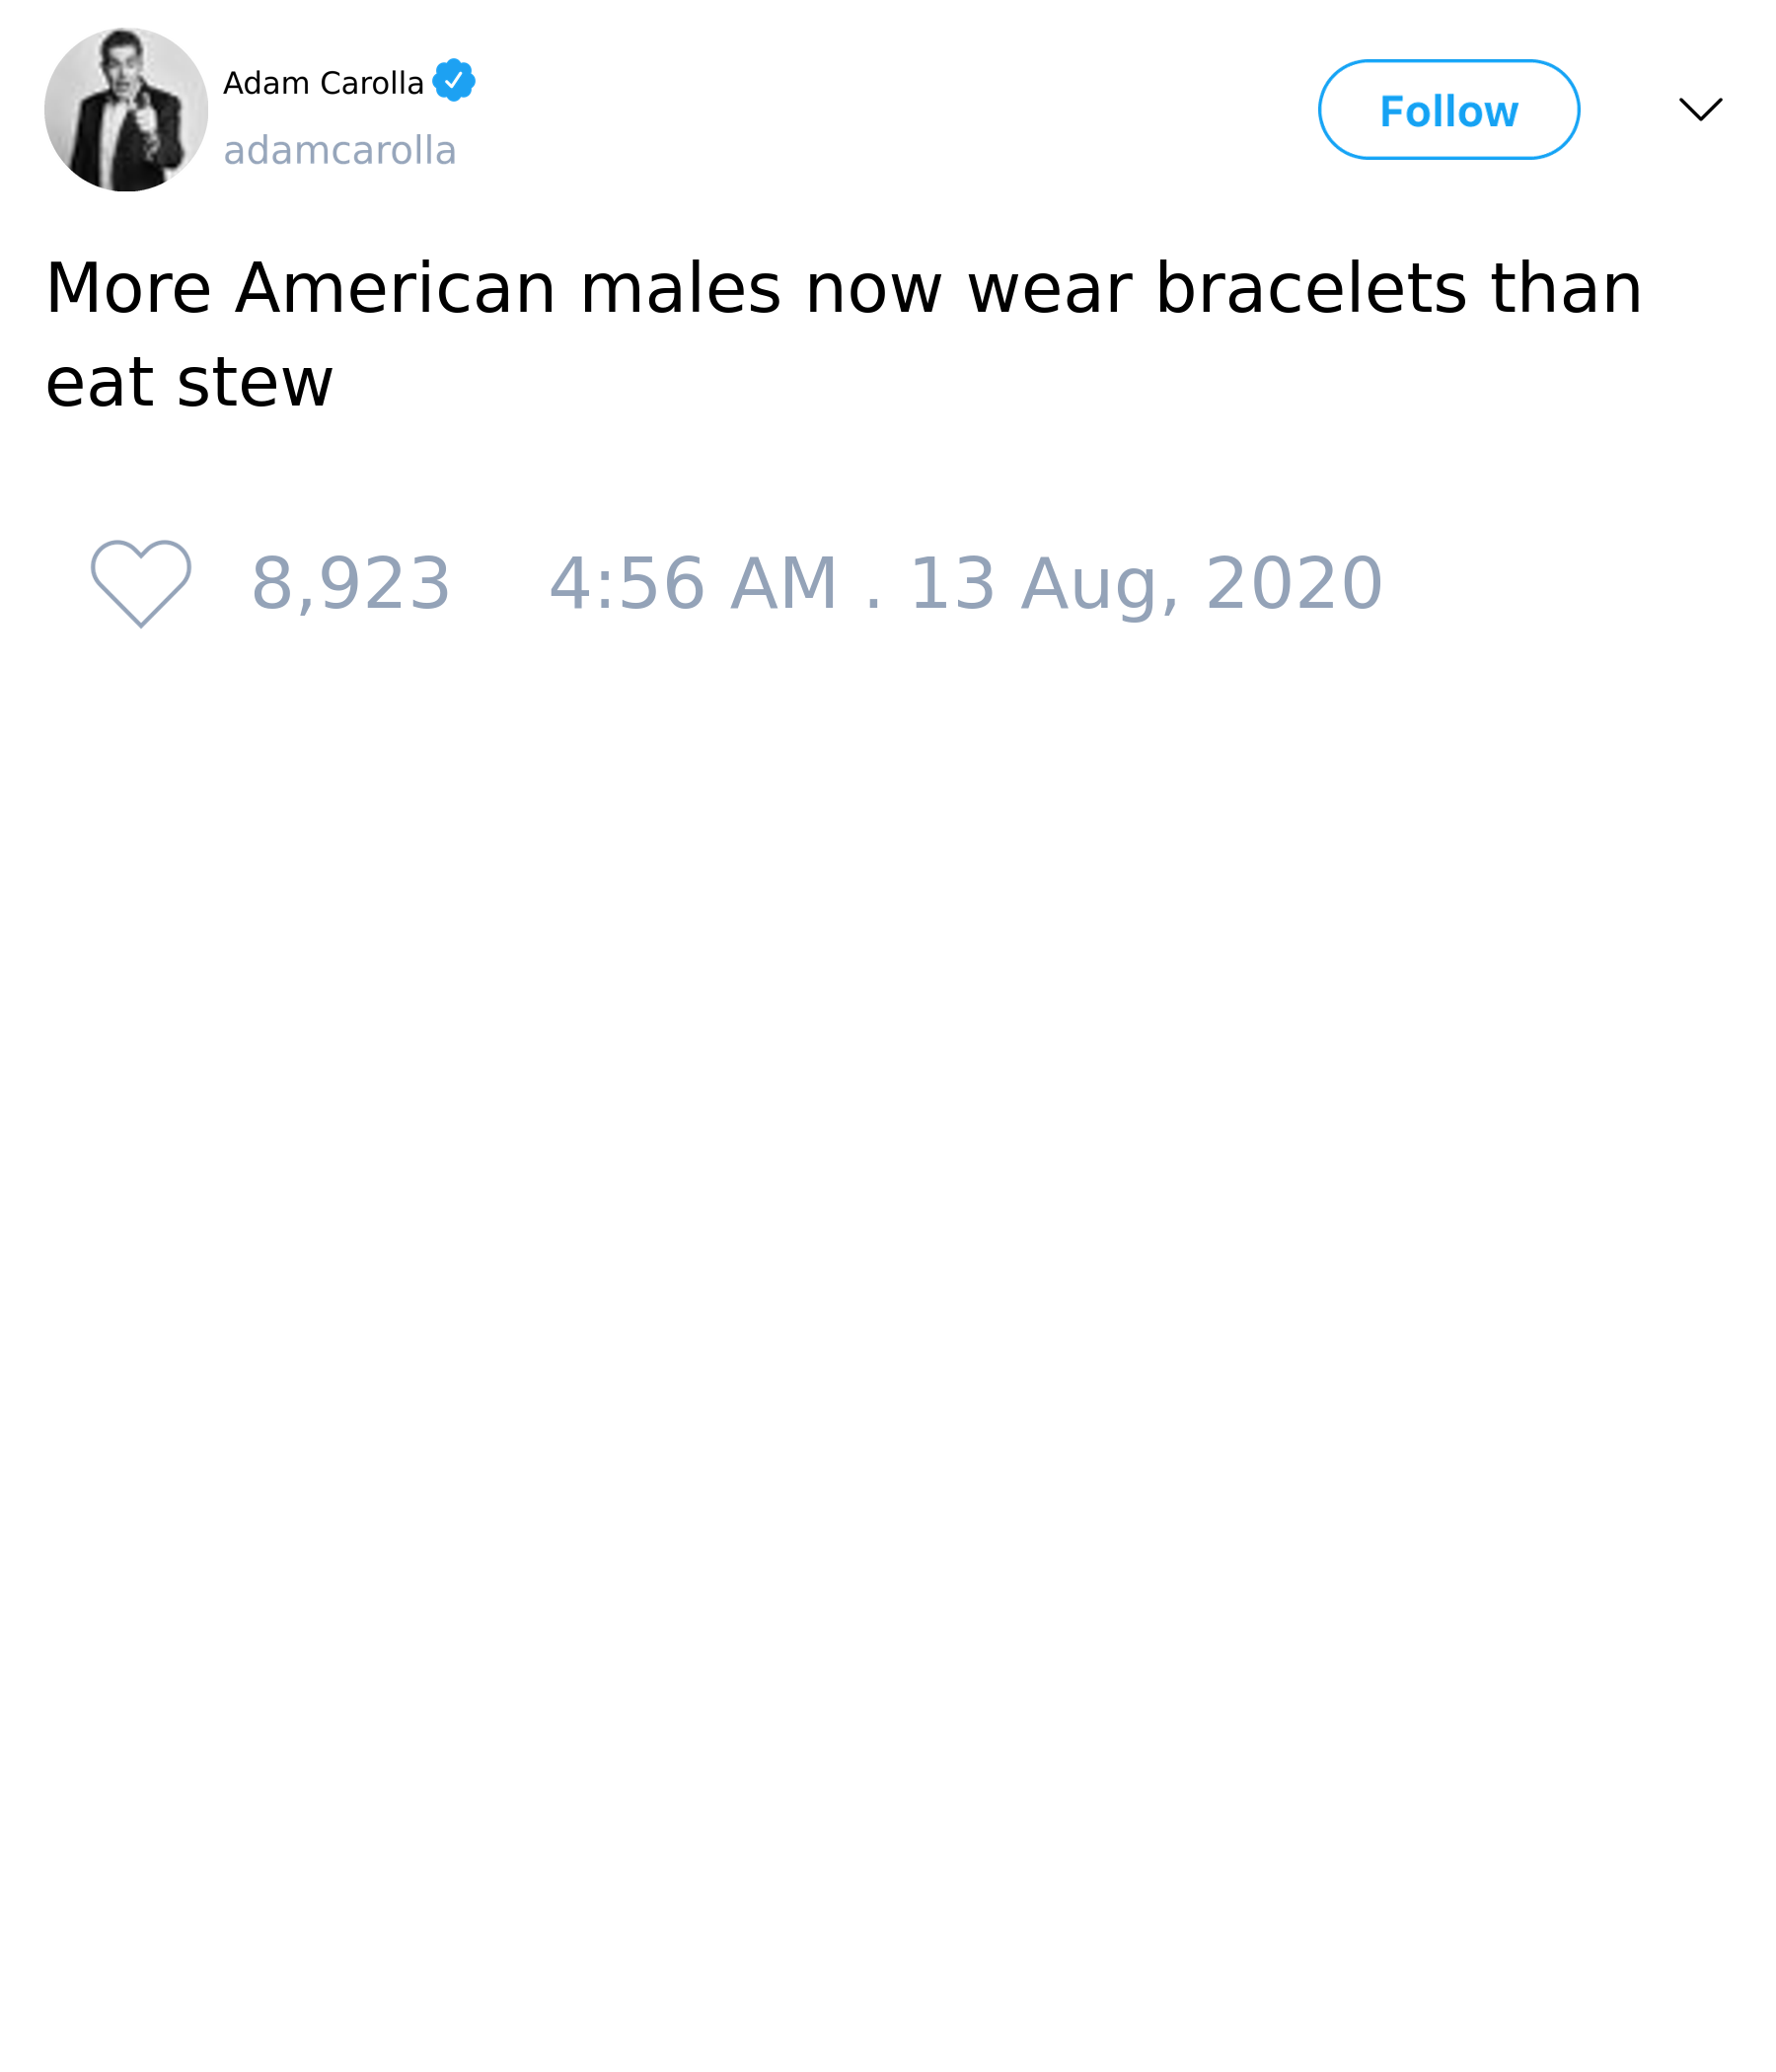 Adam Carolla
adamcarolla
Follow
More American males now wear bracelets than
eat stew
8,923 4:56 AM . 13 Aug, 2020